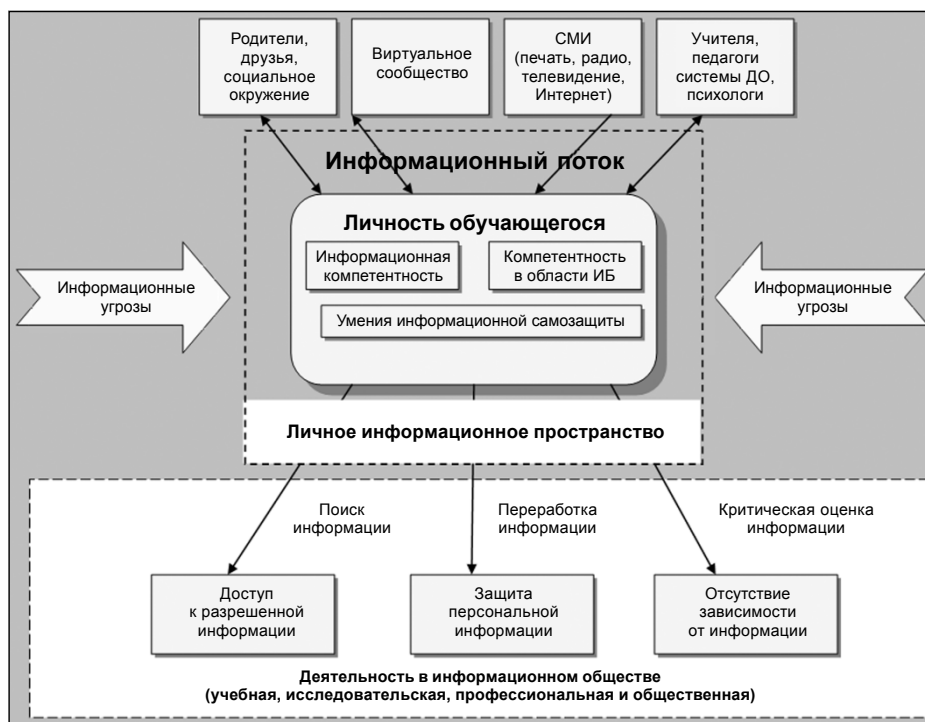 Родители,
друзья,
социальное
окружение
Виртуальное
сообщество
СМИ
(печать, радио,
телевидение,
Интернет)
Учителя,
педагоги
системы ДО,
психологи
Информационный поток
Личность обучающегося
Информационная
компетентность
Компетентность
в области ИБ
Умения информационной самозащиты
Информационные
угрозы
Информационные
угрозы
Личное информационное пространство
Поиск
информации
Переработка
информации
Критическая оценка
информации
Доступ
к разрешенной
информации
Защита
персональной
информации
Отсутствие
зависимости
от информации
Деятельность в информационном обществе
(учебная, исследовательская, профессиональная и общественная)